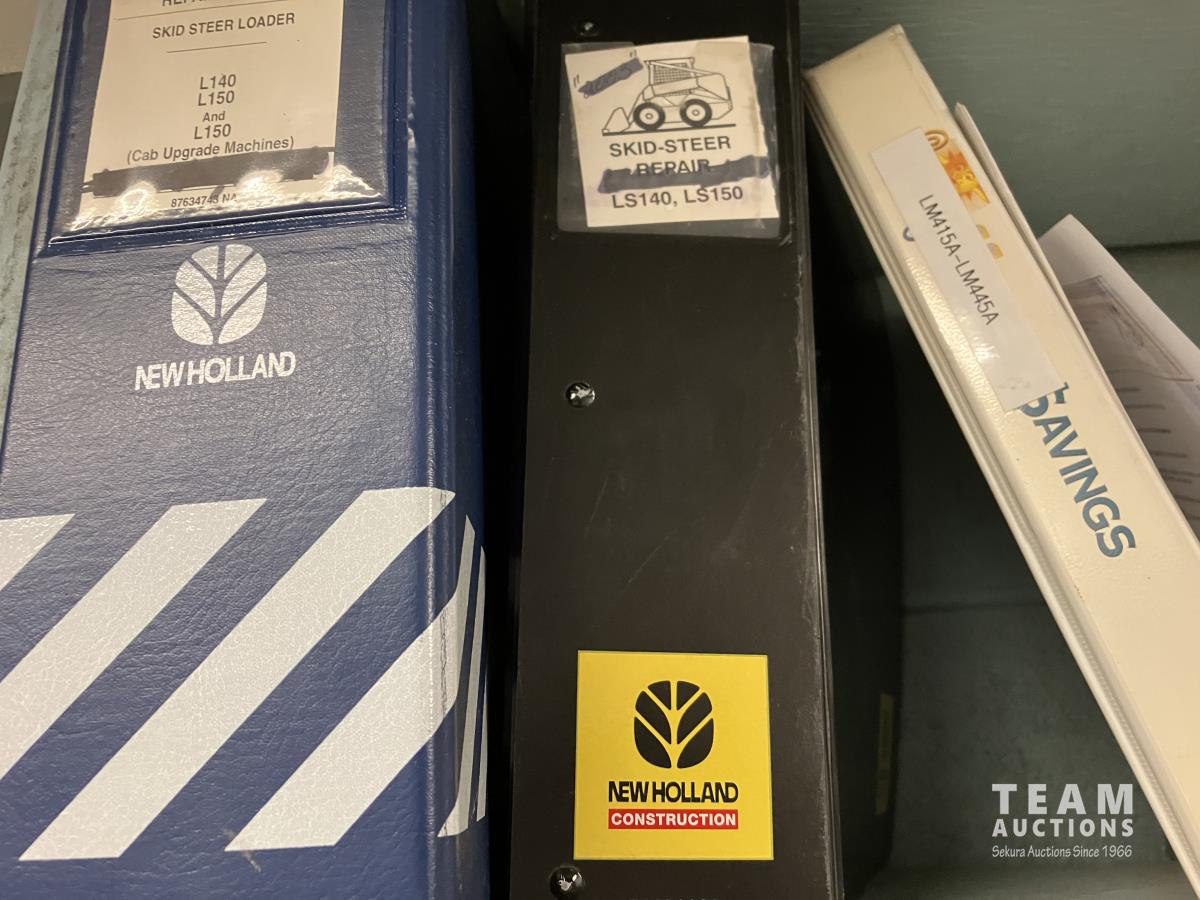 SKID STEER LOADER
L140
L150
And
L150
(Cab Upgrade Machines)
87634743 NA
NEW HOLLAND
SKID-STEER
REPAIR
LS140, LS150
NEW HOLLAND
CONSTRUCTION
LM415A-LM445A
SAVINGS
TEAM
AUCTIONS
Sekura Auctions Since 1966